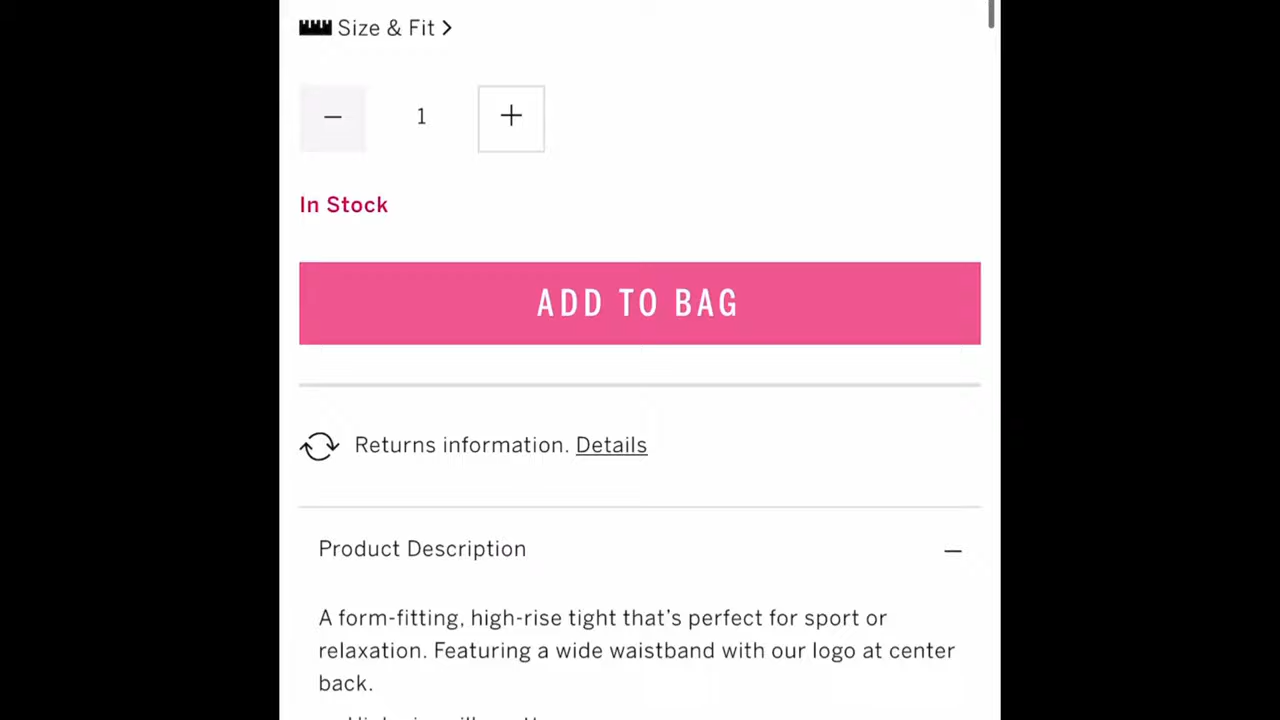 Size & Fit >
− 1 +
In Stock
ADD TO BAG
Returns information. Details
Product Description −
A form-fitting, high-rise tight that's perfect for sport or
relaxation. Featuring a wide waistband with our logo at center
back.